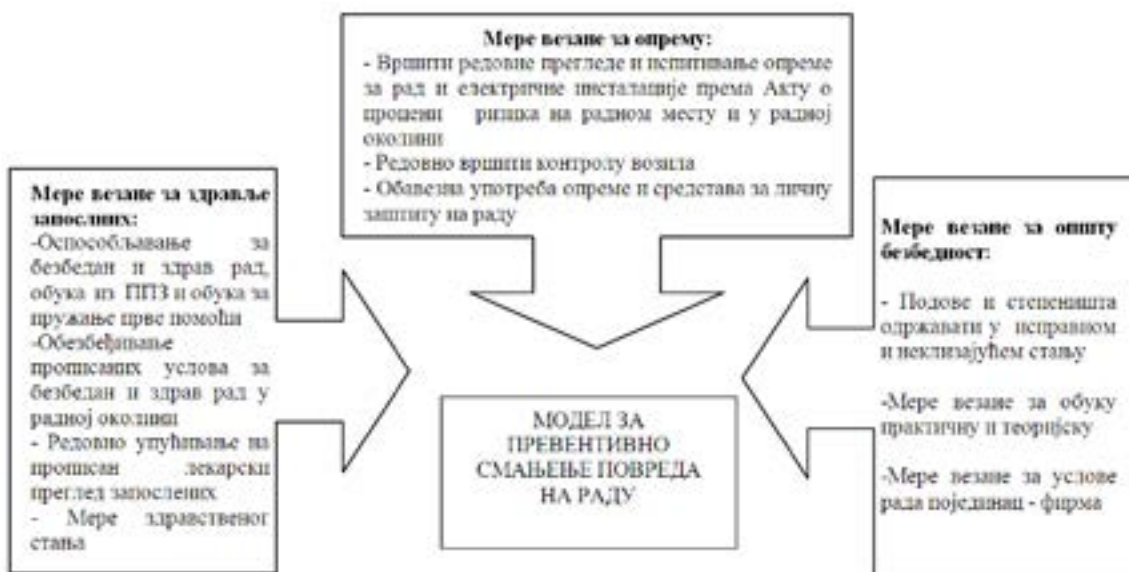 Мере везане за опрему:
- Вршити редовне прегледе и испитивање опреме
за рад и електричне инсталације према Акту о
процени ризика на радном месту и у радној
околини
- Редовно вршити контролу возила
- Обавезна употреба опреме и средстава за личну
заштиту на раду
Мере везане за здравље
запослних:
-Оспособљавање за
безбедан и здрав рад,
обука из ППЗ и обука за
пружање прве помоћи
-Обезбеђивање
прописаних услова за
безбедан и здрав рад у
радној околини
- Редовно упућивање на
прописан лекарски
преглед запослених
- Мере здравственог
стања
МОДЕЛ ЗА
ПРЕВЕНТИВНО
СМАЊЕЊЕ ПОВРЕДА
НА РАДУ
Мере везане за општу
безбедност:
- Подове и степеништа
одржавати у исправном
и неклизајућем стању
-Мере везане за обуку
практичну и теоријску
-Мере везане за услове
рада појединац - фирма